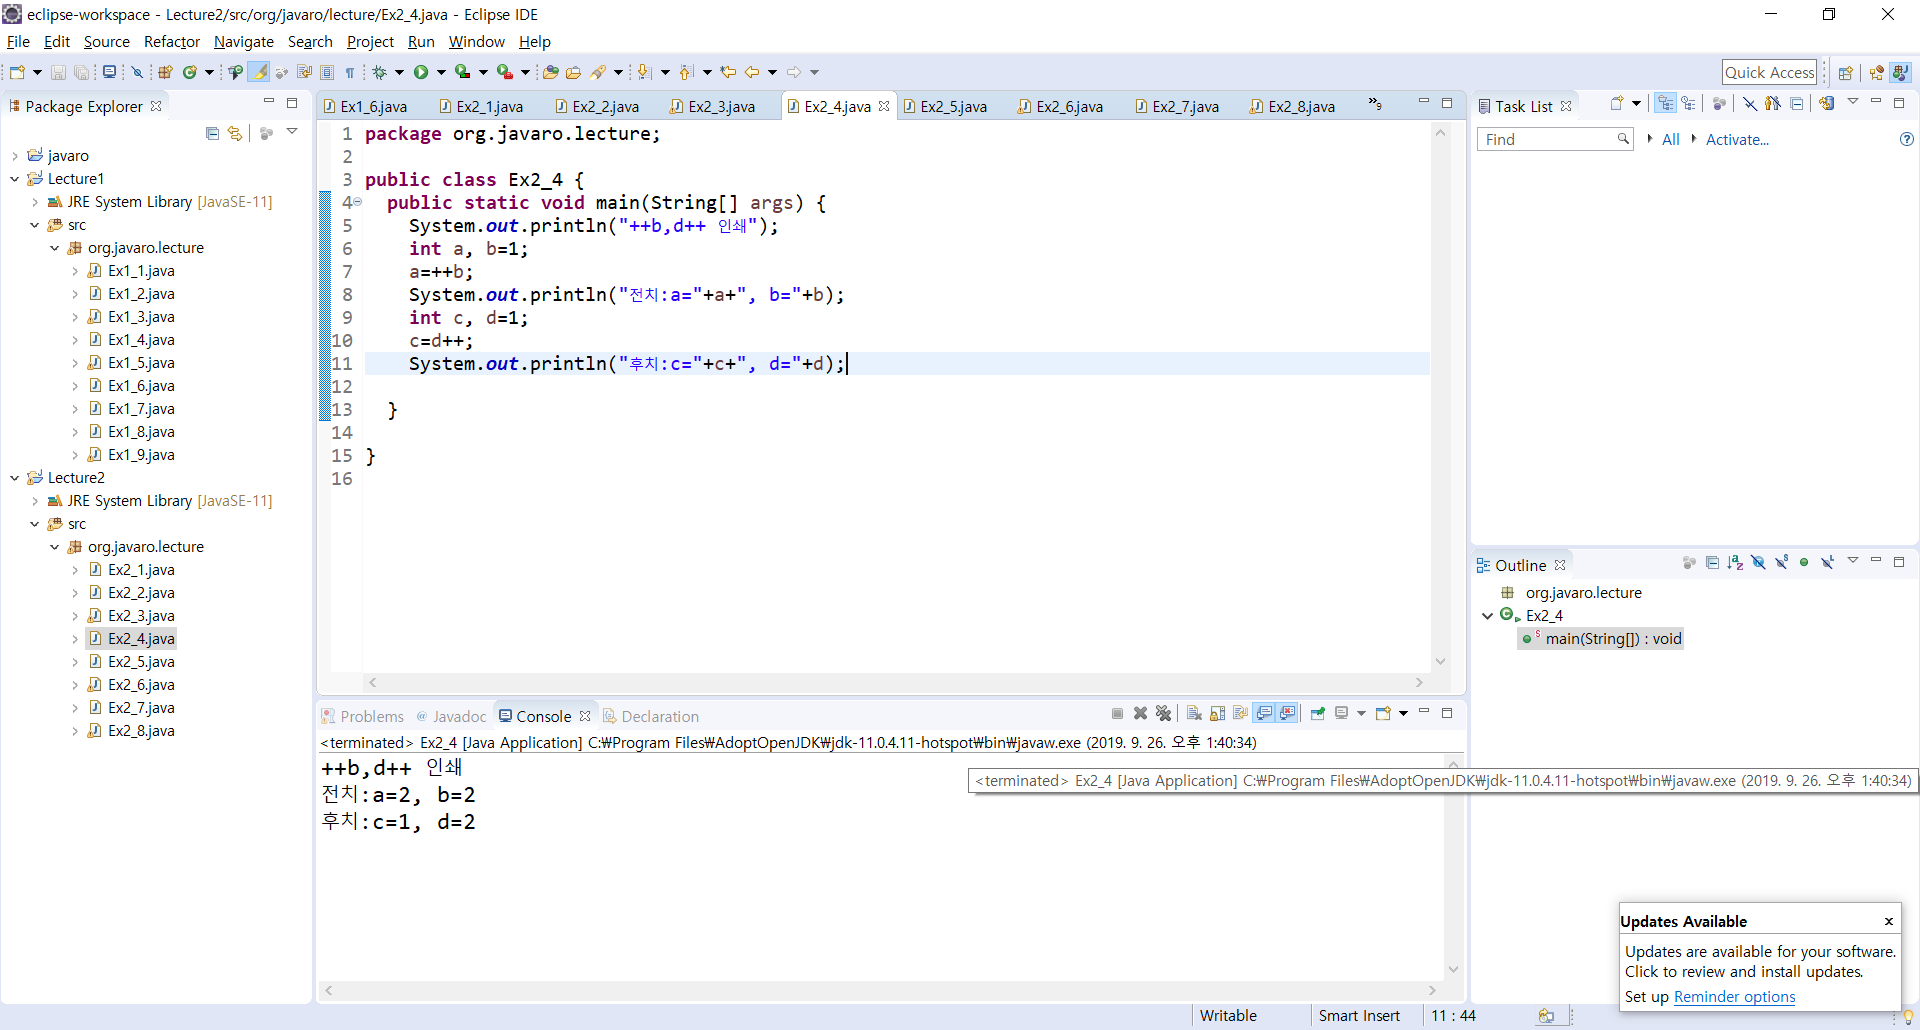 eclipse-workspace - Lecture2/src/org/javaro/lecture/Ex2_4.java - Eclipse IDE
File Edit Source Refactor Navigate Search Project Run Window Help
Quick Access
Package Explorer
javaro
Lecture1
JRE System Library [JavaSE-11]
src
org.javaro.lecture
Ex1_1.java
Ex1_2.java
Ex1_3.java
Ex1_4.java
Ex1_5.java
Ex1_6.java
Ex1_7.java
Ex1_8.java
Ex1_9.java
Lecture2
JRE System Library [JavaSE-11]
src
org.javaro.lecture
Ex2_1.java
Ex2_2.java
Ex2_3.java
Ex2_4.java
Ex2_5.java
Ex2_6.java
Ex2_7.java
Ex2_8.java
Ex1_6.java Ex2_1.java Ex2_2.java Ex2_3.java Ex2_4.java Ex2_5.java Ex2_6.java Ex2_7.java Ex2_8.java »9
1 package org.javaro.lecture;
2
3 public class Ex2_4 {
4 public static void main(String[] args) {
5 System.out.println("++b,d++ 인쇄");
6 int a, b=1;
7 a=++b;
8 System.out.println("전치:a="+a+", b="+b);
9 int c, d=1;
10 c=d++;
11 System.out.println("후치:c="+c+", d="+d);
12
13 }
14
15 }
16
Problems @ Javadoc Console Declaration
<terminated> Ex2_4 [Java Application] C:₩Program Files₩AdoptOpenJDK₩jdk-11.0.4.11-hotspot₩bin₩javaw.exe (2019. 9. 26. 오후 1:40:34)
++b,d++ 인쇄
전치:a=2, b=2
후치:c=1, d=2
<terminated> Ex2_4 [Java Application] C:₩Program Files₩AdoptOpenJDK₩jdk-11.0.4.11-hotspot₩bin₩javaw.exe (2019. 9. 26. 오후 1:40:34)
Task List
Find All Activate...
Outline
org.javaro.lecture
Ex2_4
main(String[]) : void
Updates Available x
Updates are available for your software.
Click to review and install updates.
Set up Reminder options
Writable Smart Insert 11 : 44